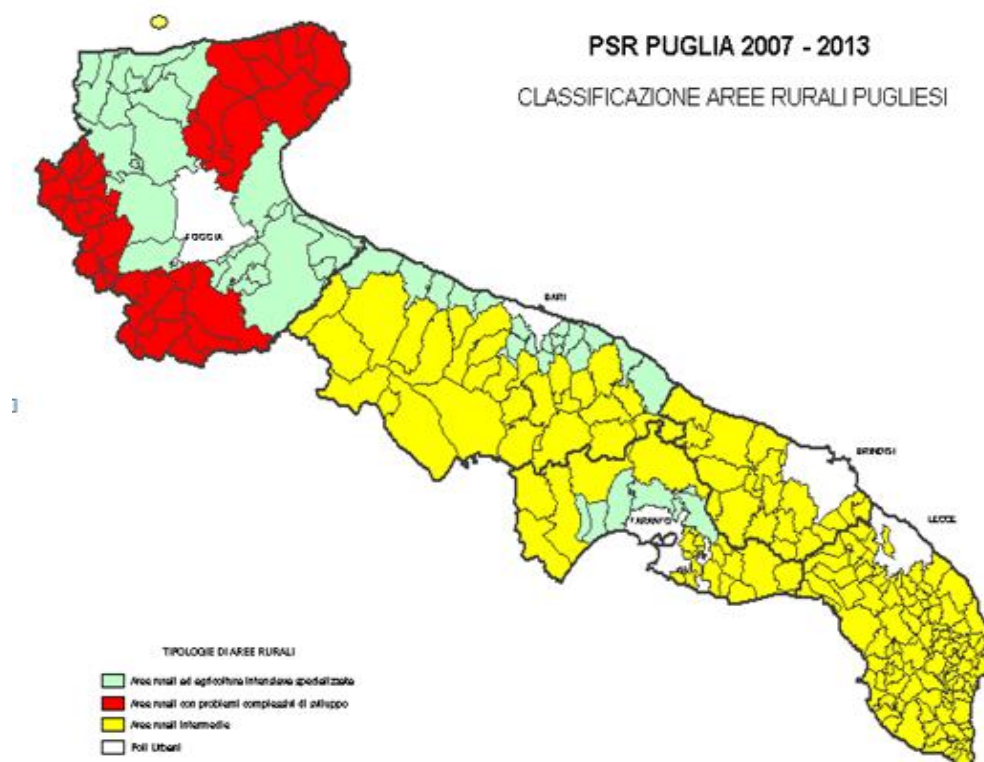 PSR PUGLIA 2007 - 2013
CLASSIFICAZIONE AREE RURALI PUGLIESI
FOGGIA
BARI
BRINDISI
LECCE
TARANTO
TIPOLOGIE DI AREE RURALI
Aree rurali ad agricoltura intensiva specializzata
Aree rurali con problemi complessivi di sviluppo
Aree rurali intermedie
Poli Urbani